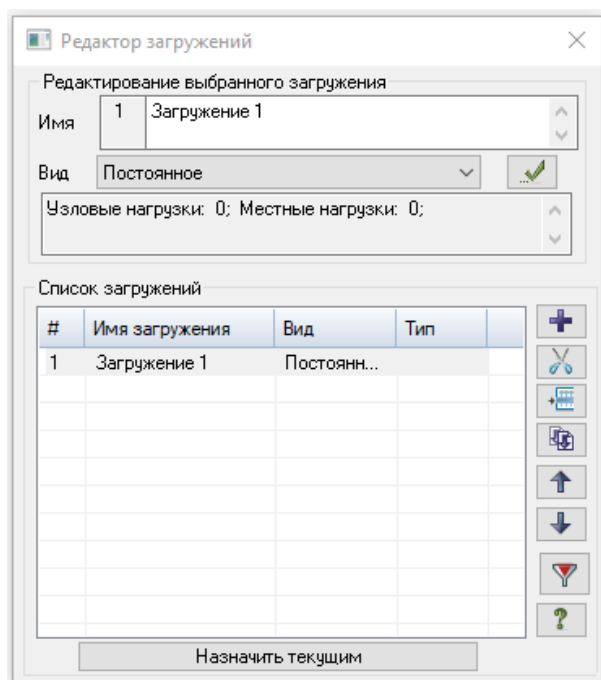 Редактор загружений
Редактирование выбранного загружения
Имя 1 Загружение 1
Вид Постоянное
Узловые нагрузки: 0; Местные нагрузки: 0;
Список загружений
# Имя загружения Вид Тип
1 Загружение 1 Постоянн...
?
Назначить текущим